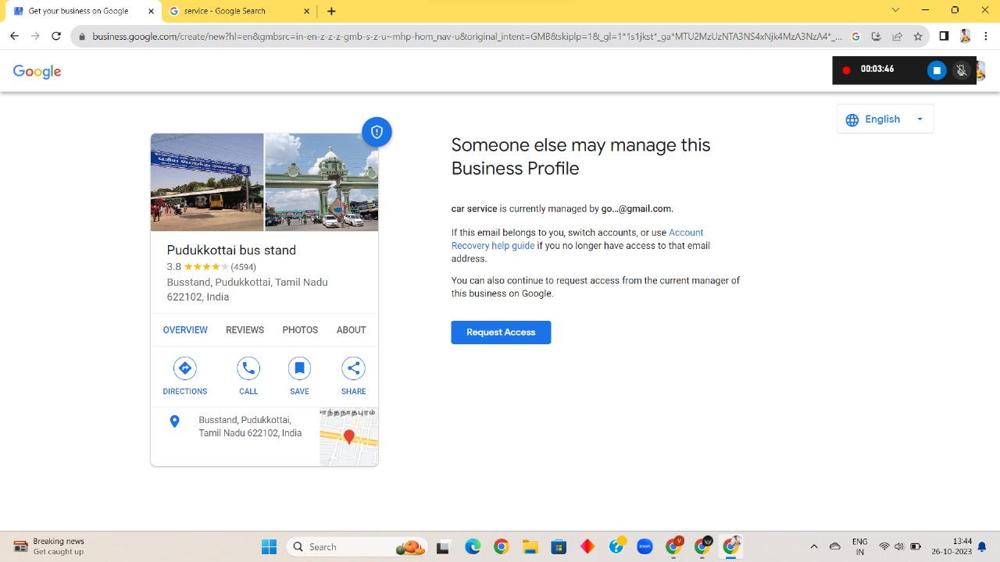 Get your business on Google
service - Google Search
business.google.com/create/new?hl=en&gmbsrc=in-en-z-z-z-gmb-s-z-u~mhp-hom_nav-u&original_intent=GMB&skiplp=1&_gl=1*1s1jkst*_ga*MTU2MzUzNTA3NS4xNjk4MzA3NzA4*_...
Google
00:03:46
English
Someone else may manage this
Business Profile
car service is currently managed by go...@gmail.com.
If this email belongs to you, switch accounts, or use Account
Recovery help guide if you no longer have access to that email
address.
You can also continue to request access from the current manager of
this business on Google.
Request Access
Pudukkottai bus stand
3.8 (4594)
Busstand, Pudukkottai, Tamil Nadu
622102, India
OVERVIEW REVIEWS PHOTOS ABOUT
DIRECTIONS CALL SAVE SHARE
Busstand, Pudukkottai,
Tamil Nadu 622102, India
சாந்தநாதபுரம்
Breaking news
Get caught up
Search
zoom
V
ENG
IN
13:44
26-10-2023